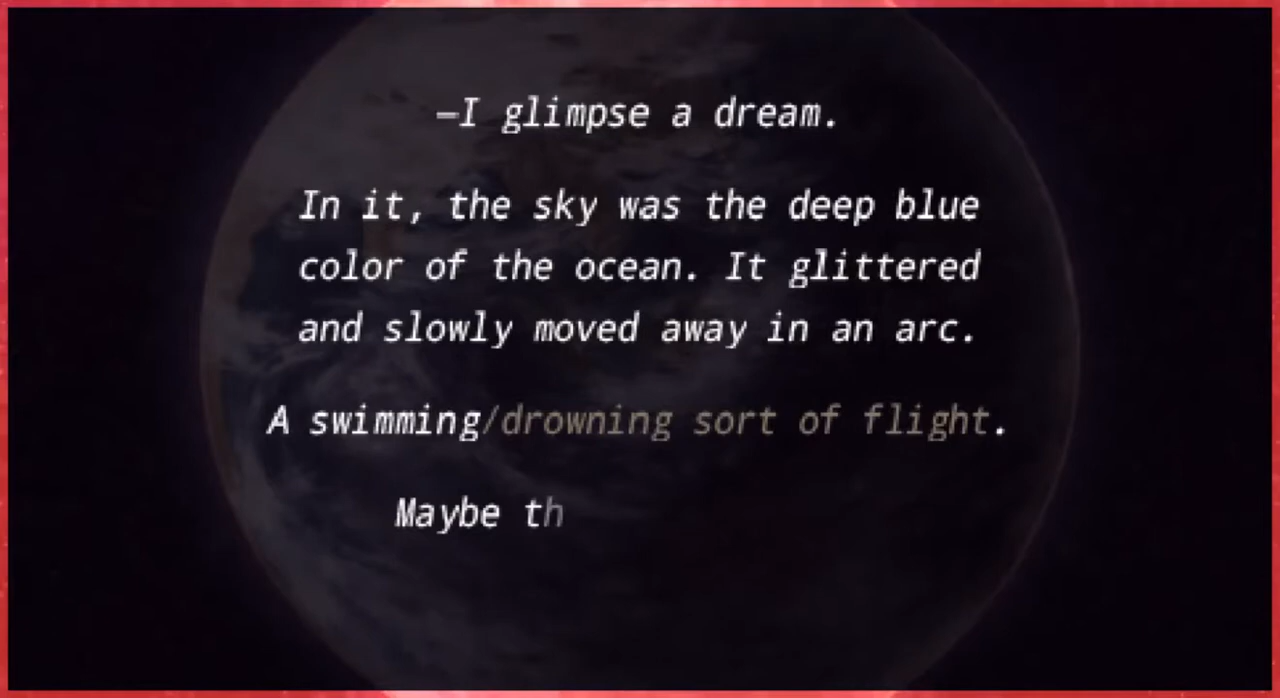 —I glimpse a dream.
In it, the sky was the deep blue
color of the ocean. It glittered
and slowly moved away in an arc.
A swimming/drowning sort of flight.
Maybe th